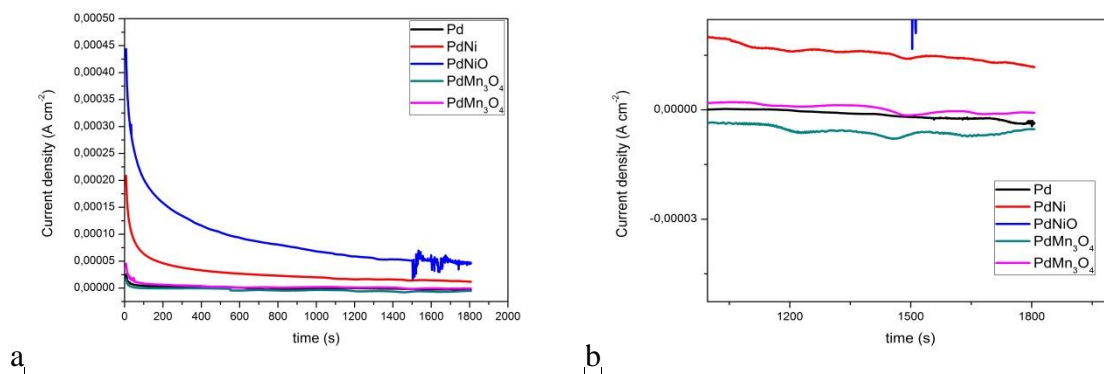 0,00050
0,00045
0,00040
0,00035
0,00030
0,00025
0,00020
0,00015
0,00010
0,00005
0,00000
Current density (A cm-2)
0 200 400 600 800 1000 1200 1400 1600 1800 2000
time (s)
Pd
PdNi
PdNiO
PdMn3O4
PdMn3O4
a
0,00000
-0,00003
Current density (A cm-2)
1200 1500 1800
time (s)
Pd
PdNi
PdNiO
PdMn3O4
PdMn3O4
b